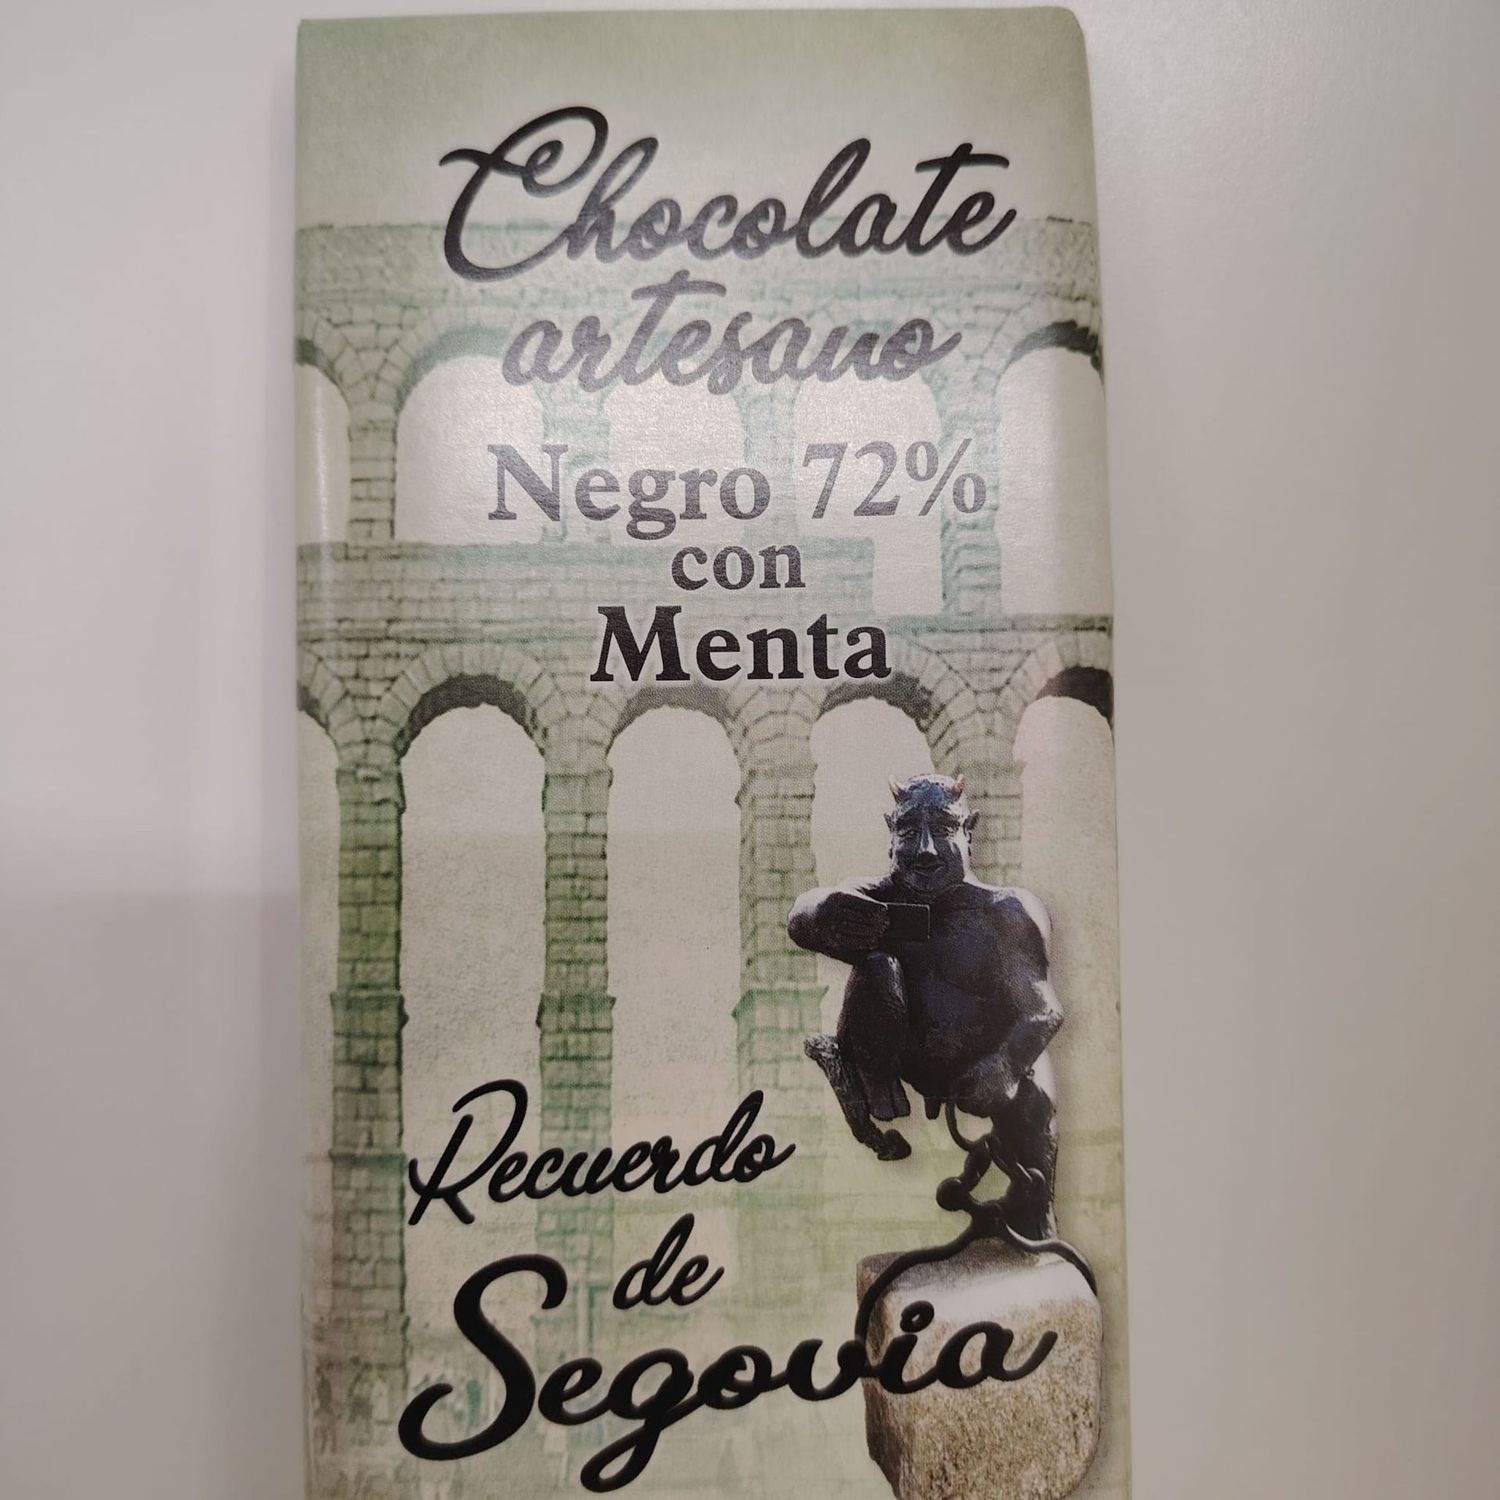 Chocolate
artesano
Negro 72%
con
Menta
Recuerdo
de
Segovia